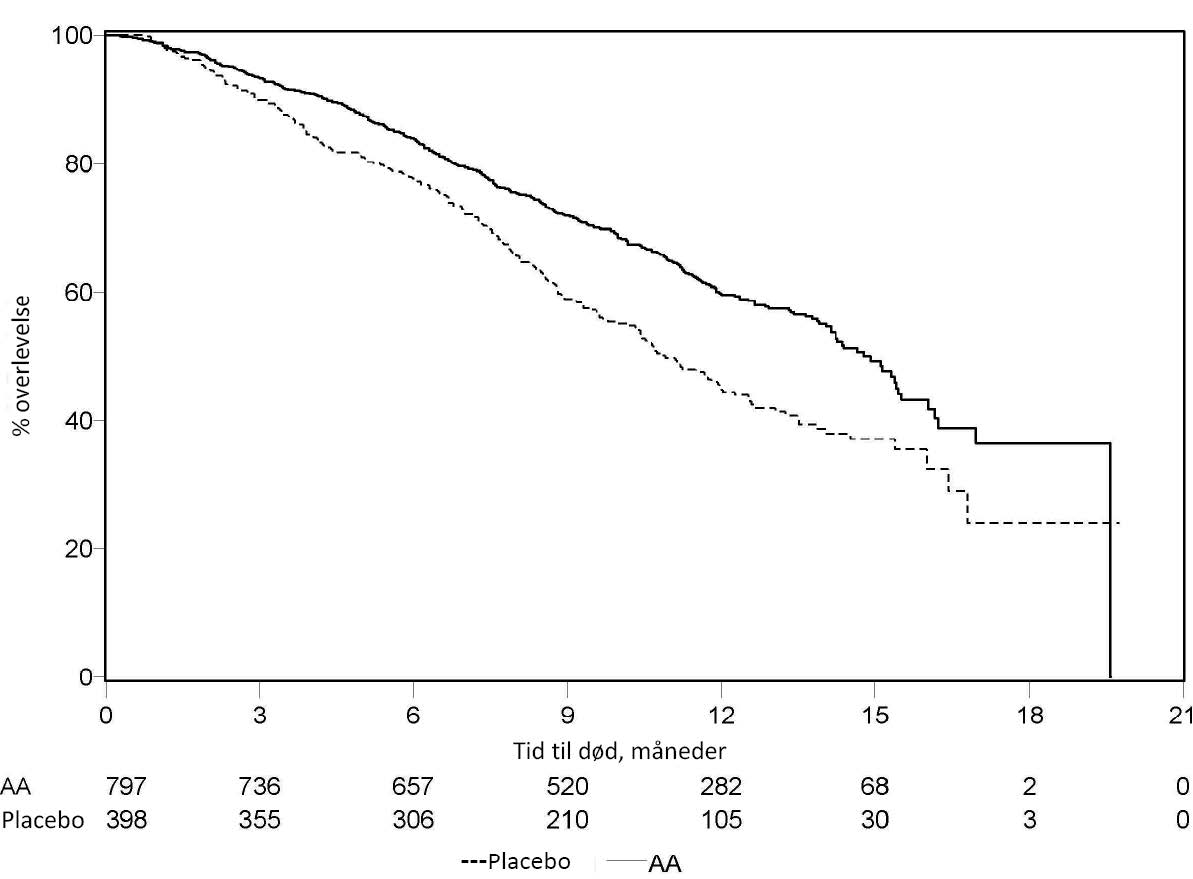 100
80
60
40
20
0
% overlevelse
0 3 6 9 12 15 18 21
Tid til død, måneder
AA 797 736 657 520 282 68 2 0
Placebo 398 355 306 210 105 30 3 0
Placebo AA